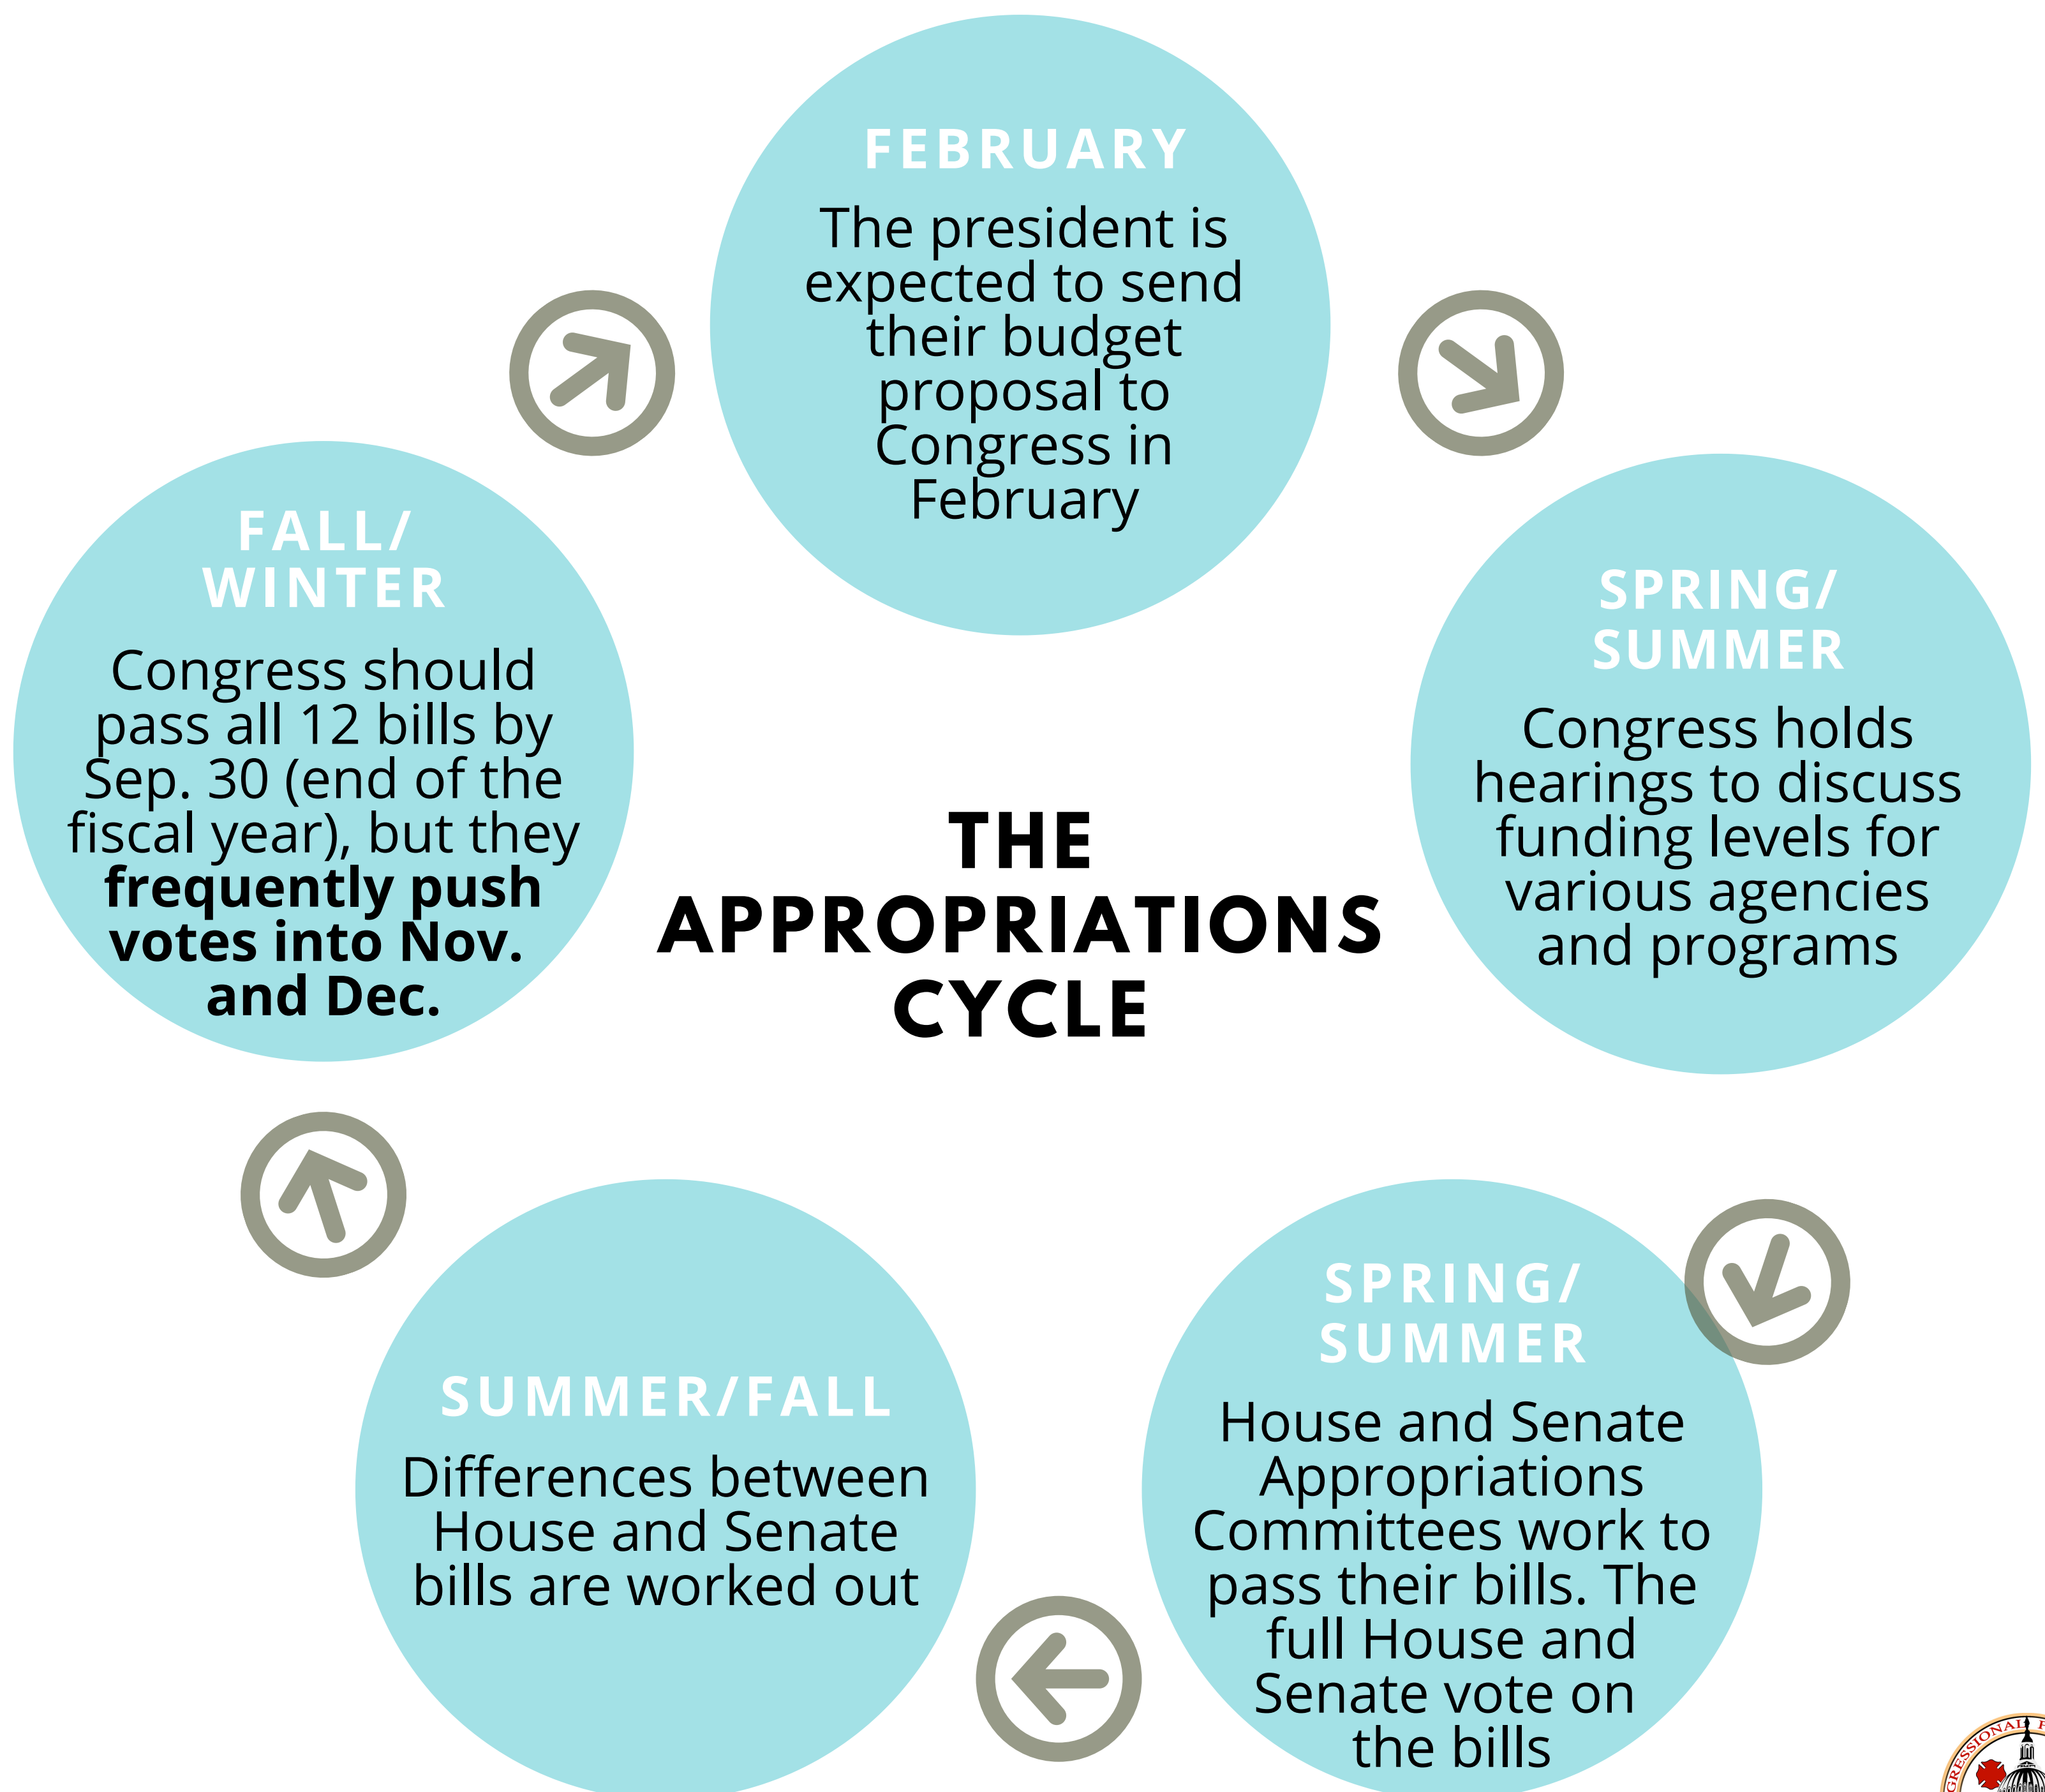 FEBRUARY
The president is
expected to send
their budget
proposal to
Congress in
February
SPRING/
SUMMER
Congress holds
hearings to discuss
funding levels for
various agencies
and programs
SPRING/
SUMMER
House and Senate
Appropriations
Committees work to
pass their bills. The
full House and
Senate vote on
the bills
SUMMER/FALL
Differences between
House and Senate
bills are worked out
FALL/
WINTER
Congress should
pass all 12 bills by
Sep. 30 (end of the
fiscal year), but they
frequently push
votes into Nov.
and Dec.
THE
APPROPRIATIONS
CYCLE